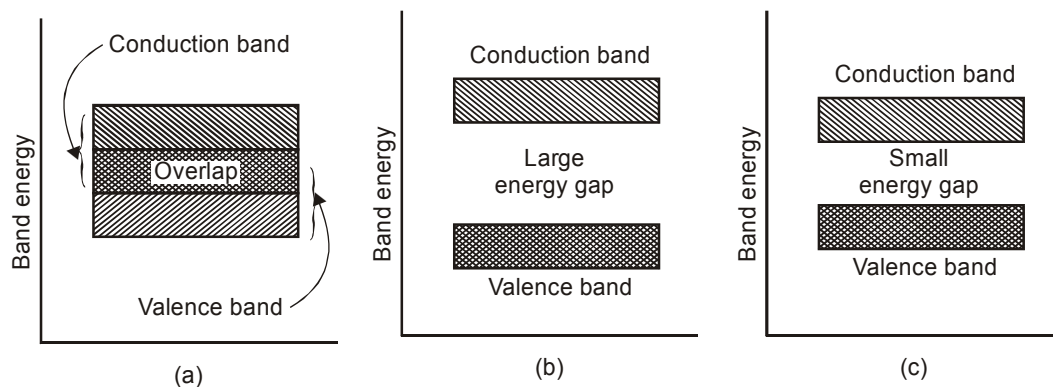 Band energy
Conduction band
Overlap
Valence band
(a)
Band energy
Conduction band
Large
energy gap
Valence band
(b)
Band energy
Conduction band
Small
energy gap
Valence band
(c)